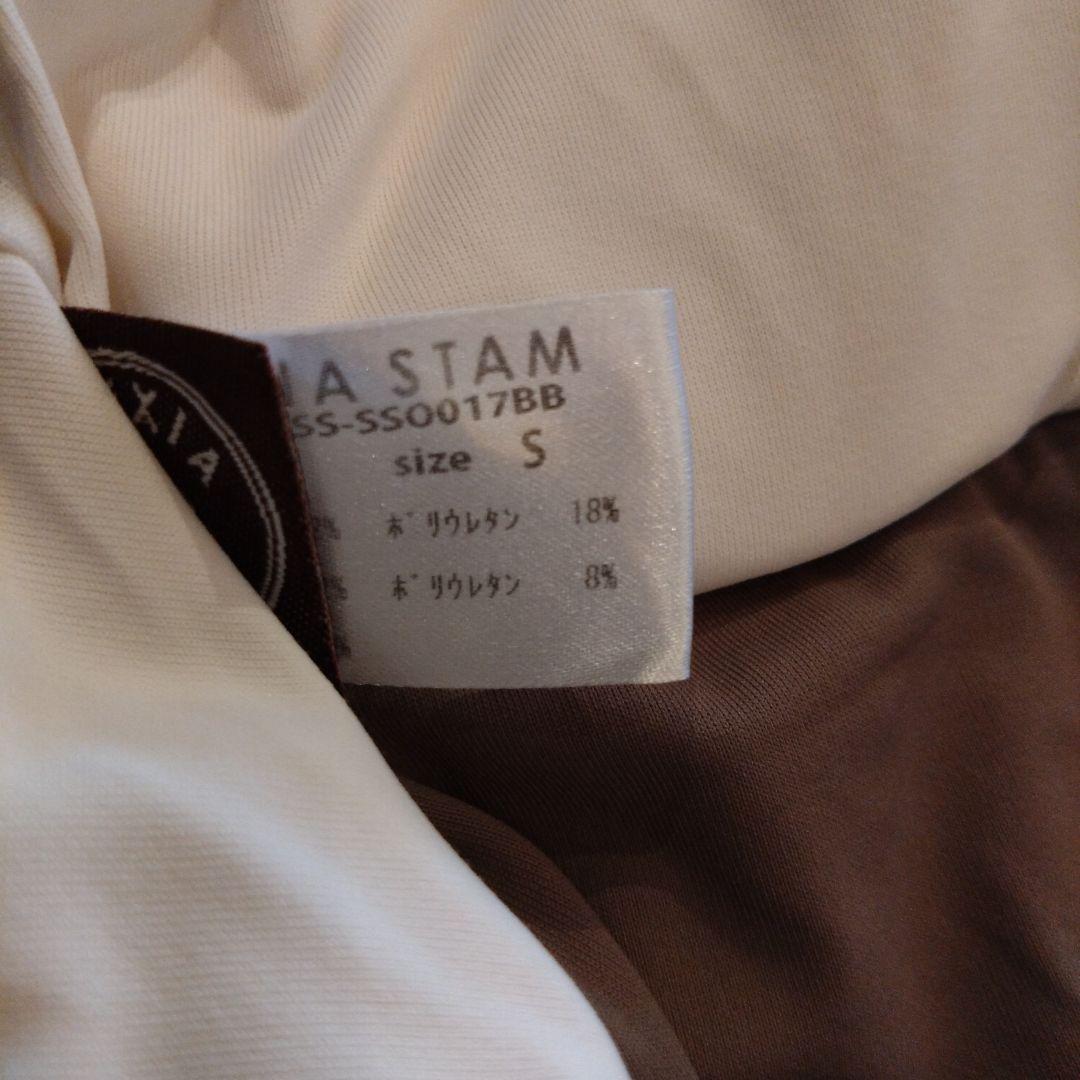 IA STAM
SS-SSO017BB
size S
% ポリウレタン 18%
% ポリウレタン 8%
%
XIA